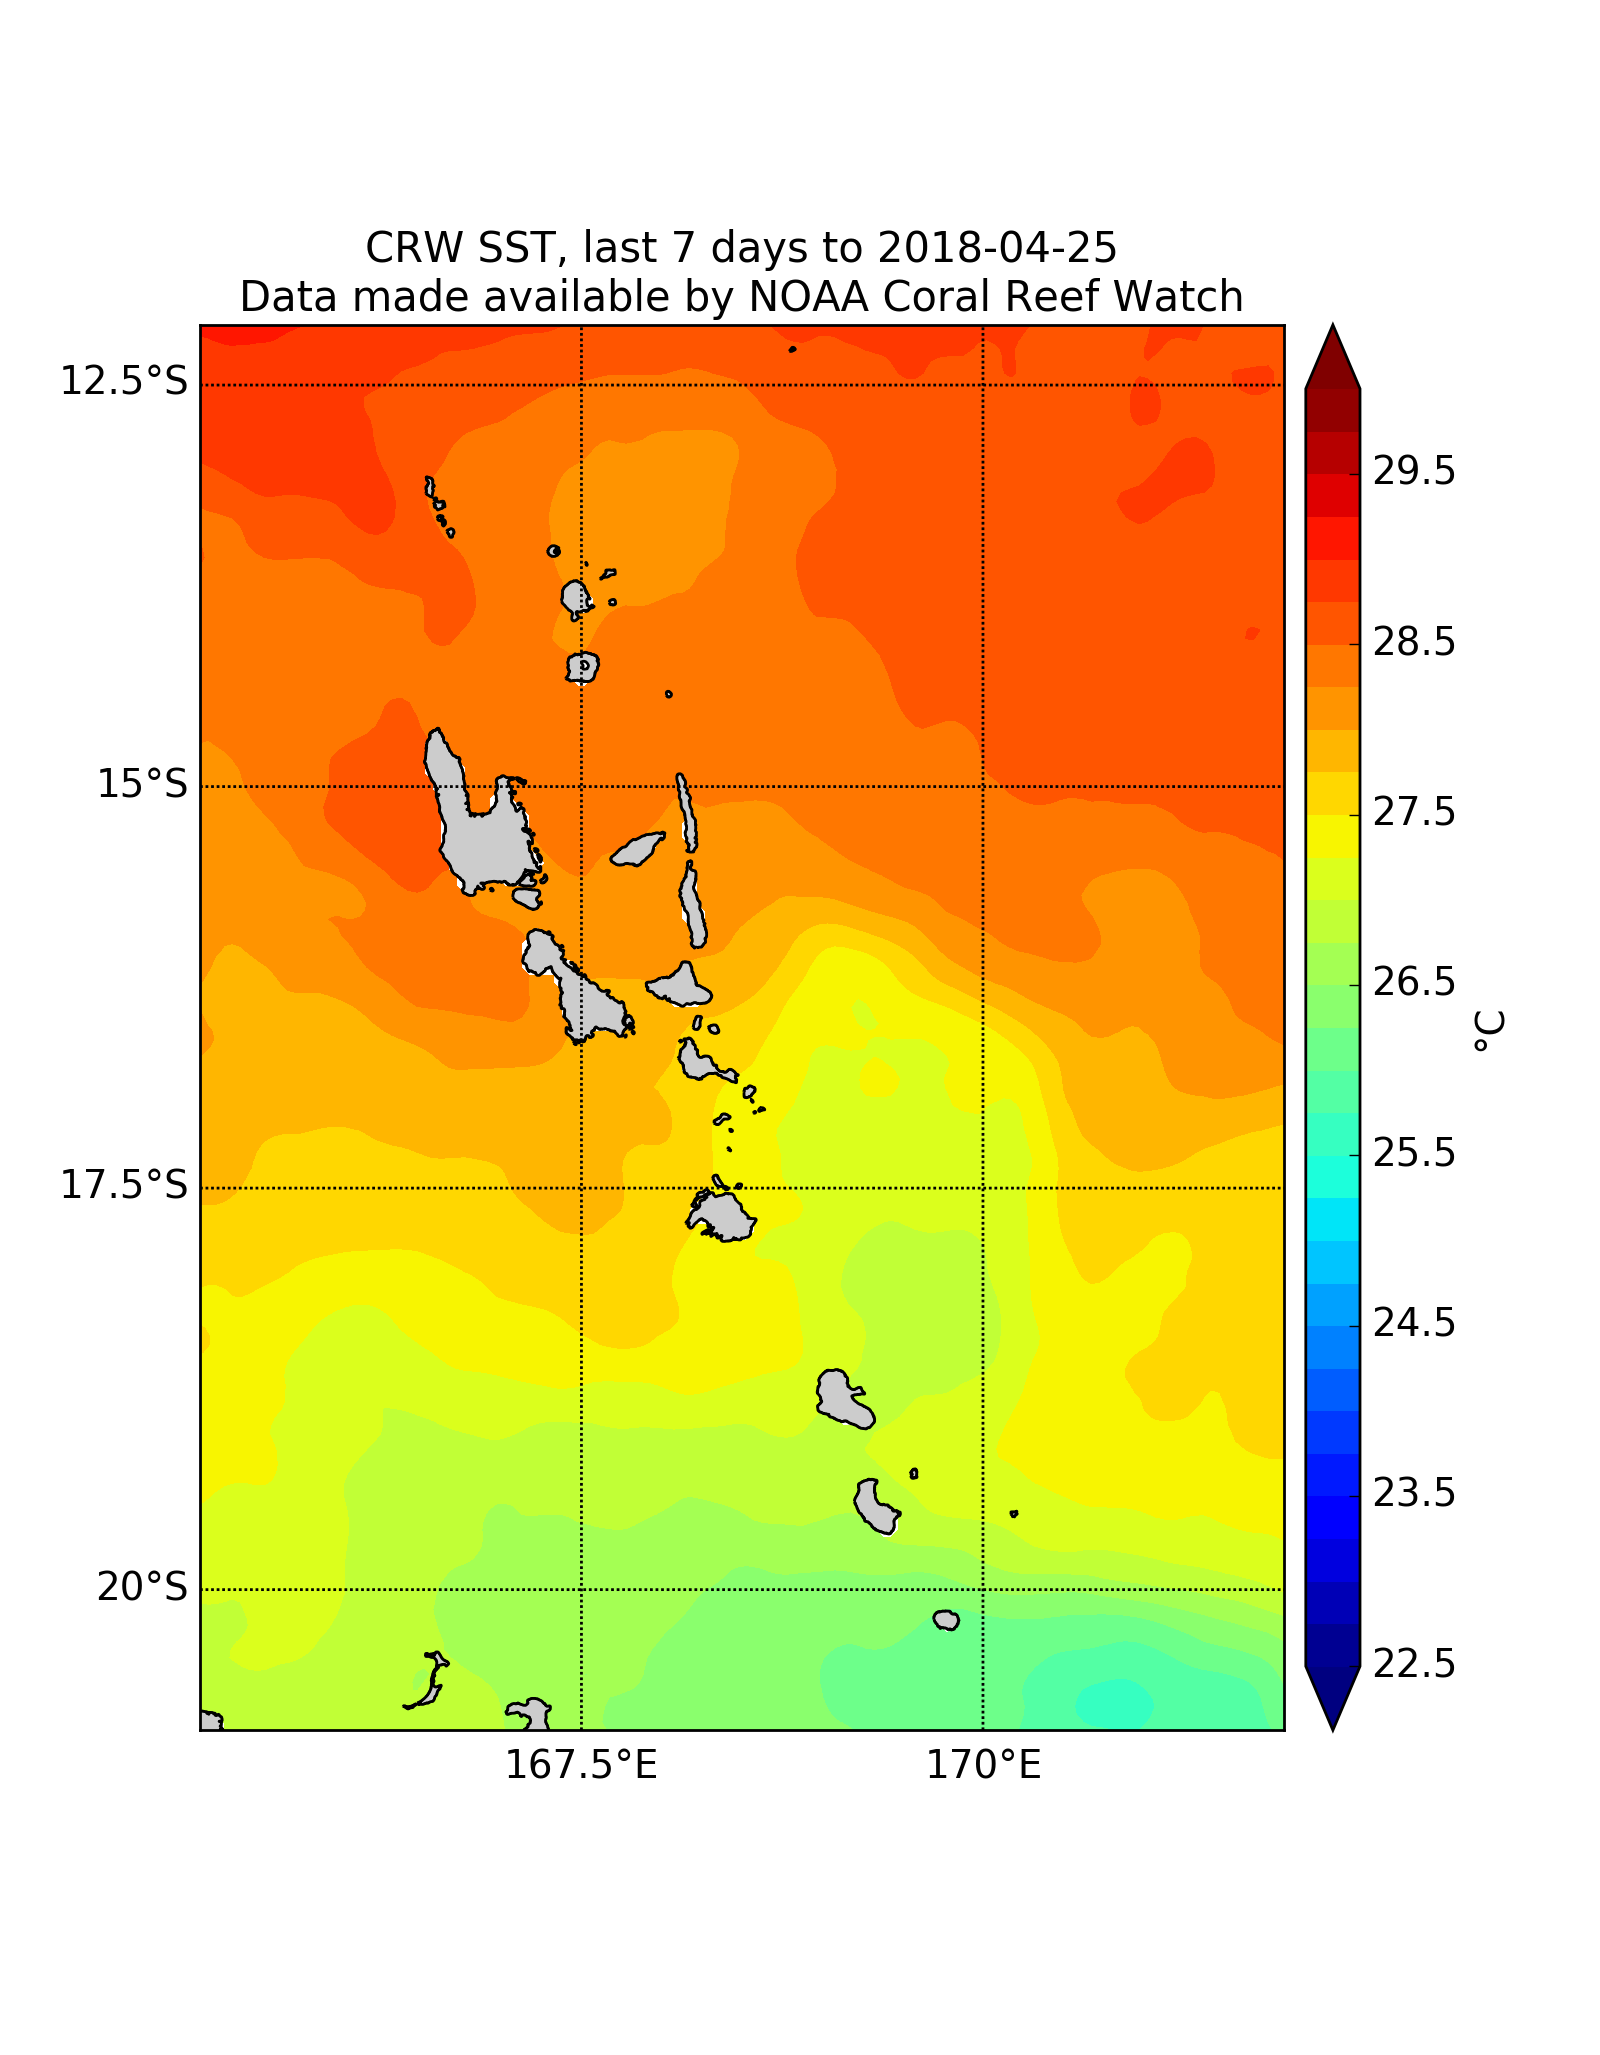 CRW SST, last 7 days to 2018-04-25
Data made available by NOAA Coral Reef Watch
12.5°S
15°S
17.5°S
20°S
167.5°E
170°E
29.5
28.5
27.5
26.5
25.5
24.5
23.5
22.5
°C